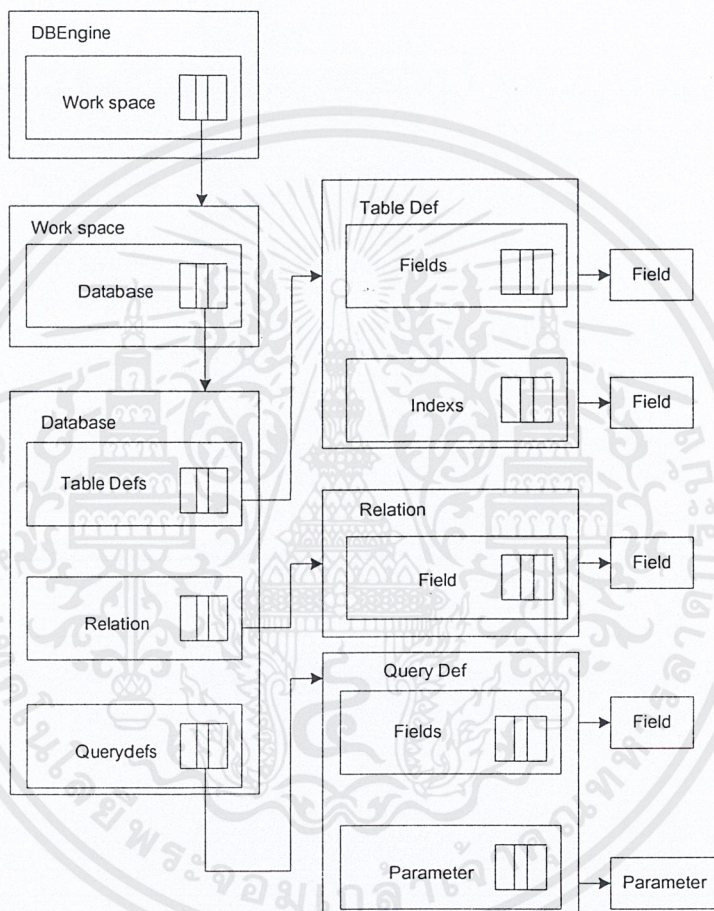 DBEngine
Work space
Work space
Database
Database
Table Defs
Relation
Querydefs
Table Def
Fields
Field
Indexs
Field
Relation
Field
Field
Query Def
Fields
Field
Parameter
Parameter